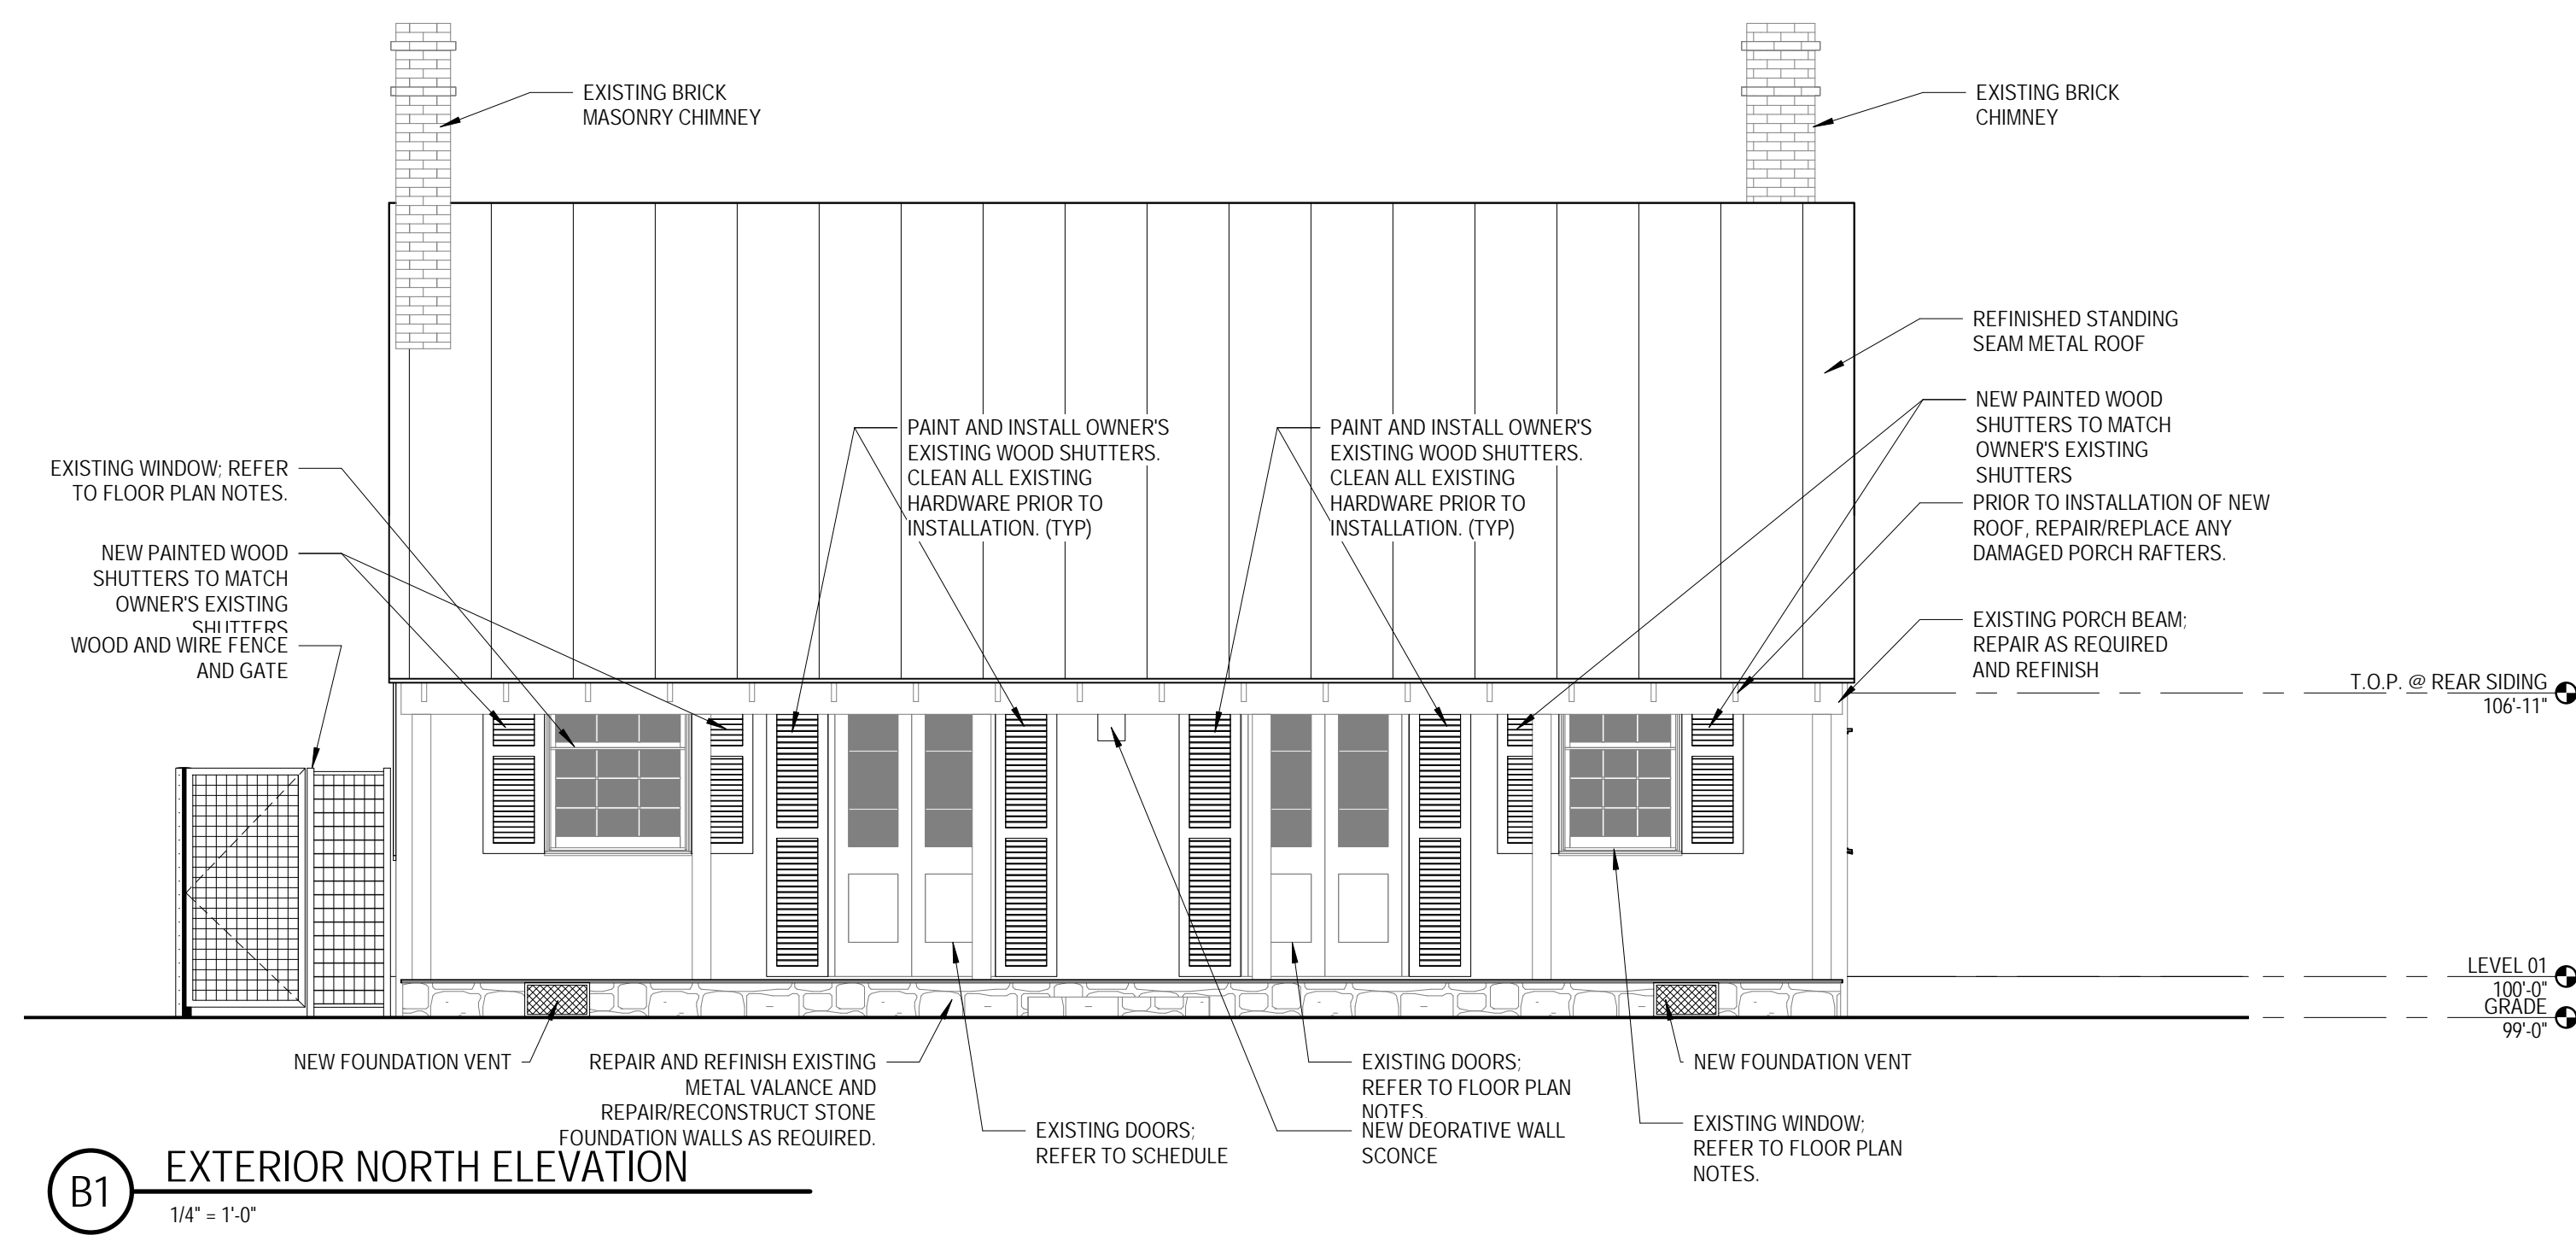 EXISTING BRICK
MASONRY CHIMNEY
EXISTING BRICK
CHIMNEY
REFINISHED STANDING
SEAM METAL ROOF
NEW PAINTED WOOD
SHUTTERS TO MATCH
OWNER'S EXISTING
SHUTTERS
PAINT AND INSTALL OWNER'S
EXISTING WOOD SHUTTERS.
CLEAN ALL EXISTING
HARDWARE PRIOR TO
INSTALLATION. (TYP)
PAINT AND INSTALL OWNER'S
EXISTING WOOD SHUTTERS.
CLEAN ALL EXISTING
HARDWARE PRIOR TO
INSTALLATION. (TYP)
EXISTING WINDOW; REFER
TO FLOOR PLAN NOTES.
PRIOR TO INSTALLATION OF NEW
ROOF, REPAIR/REPLACE ANY
DAMAGED PORCH RAFTERS.
NEW PAINTED WOOD
SHUTTERS TO MATCH
OWNER'S EXISTING
SHUTTERS
WOOD AND WIRE FENCE
AND GATE
EXISTING PORCH BEAM;
REPAIR AS REQUIRED
AND REFINISH
T.O.P. @ REAR SIDING
106'-11"
LEVEL 01
100'-0"
GRADE
99'-0"
NEW FOUNDATION VENT
REPAIR AND REFINISH EXISTING
METAL VALANCE AND
REPAIR/RECONSTRUCT STONE
FOUNDATION WALLS AS REQUIRED.
EXISTING DOORS;
REFER TO SCHEDULE
EXISTING DOORS;
REFER TO FLOOR PLAN
NOTES.
NEW DEORATIVE WALL
SCONCE
NEW FOUNDATION VENT
EXISTING WINDOW;
REFER TO FLOOR PLAN
NOTES.
B1
EXTERIOR NORTH ELEVATION
1/4" = 1'-0"